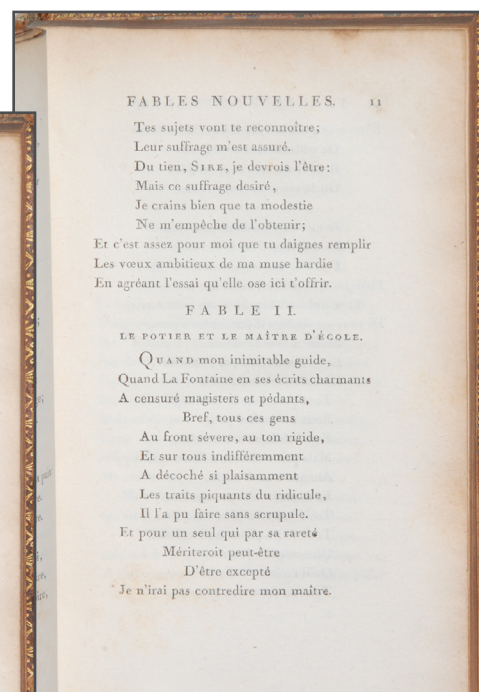 FABLES NOUVELLES. 11
Tes sujets vont te reconnoître;
Leur suffrage m'est assuré.
Du tien, SIRE, je devrois l'être:
Mais ce suffrage desiré,
Je crains bien que ta modestie
Ne m'empêche de l'obtenir;
Et c'est assez pour moi que tu daignes remplir
Les vœux ambitieux de ma muse hardie
En agréant l'essai qu'elle ose ici t'offrir.
FABLE II.
LE POTIER ET LE MAÎTRE D'ÉCOLE.
QUAND mon inimitable guide,
Quand La Fontaine en ses écrits charmants
A censuré magisters et pédants,
Bref, tous ces gens
Au front sévere, au ton rigide,
Et sur tous indifféremment
A décoché si plaisamment
Les traits piquants du ridicule,
Il l'a pu faire sans scrupule.
Et pour un seul qui par sa rareté
Mériteroit peut-être
D'être excepté
Je n'irai pas contredire mon maître.